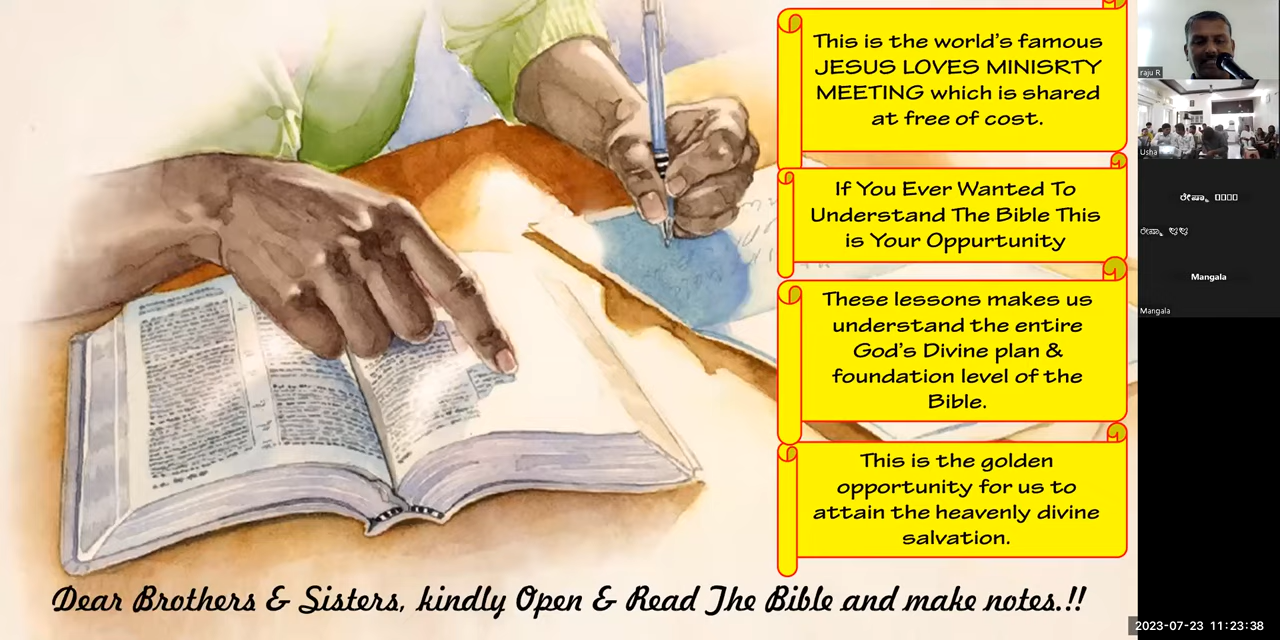 This is the world's famous
JESUS LOVES MINISRTY
MEETING which is shared
at free of cost.
If You Ever Wanted To
Understand The Bible This
is Your Oppurtunity
These lessons makes us
understand the entire
God's Divine plan &
foundation level of the
Bible.
This is the golden
opportunity for us to
attain the heavenly divine
salvation.
Dear Brothers & Sisters, kindly Open & Read The Bible and make notes.!!
raju R
Usha
Mangala
Mangala
2023-07-23 11:23:38